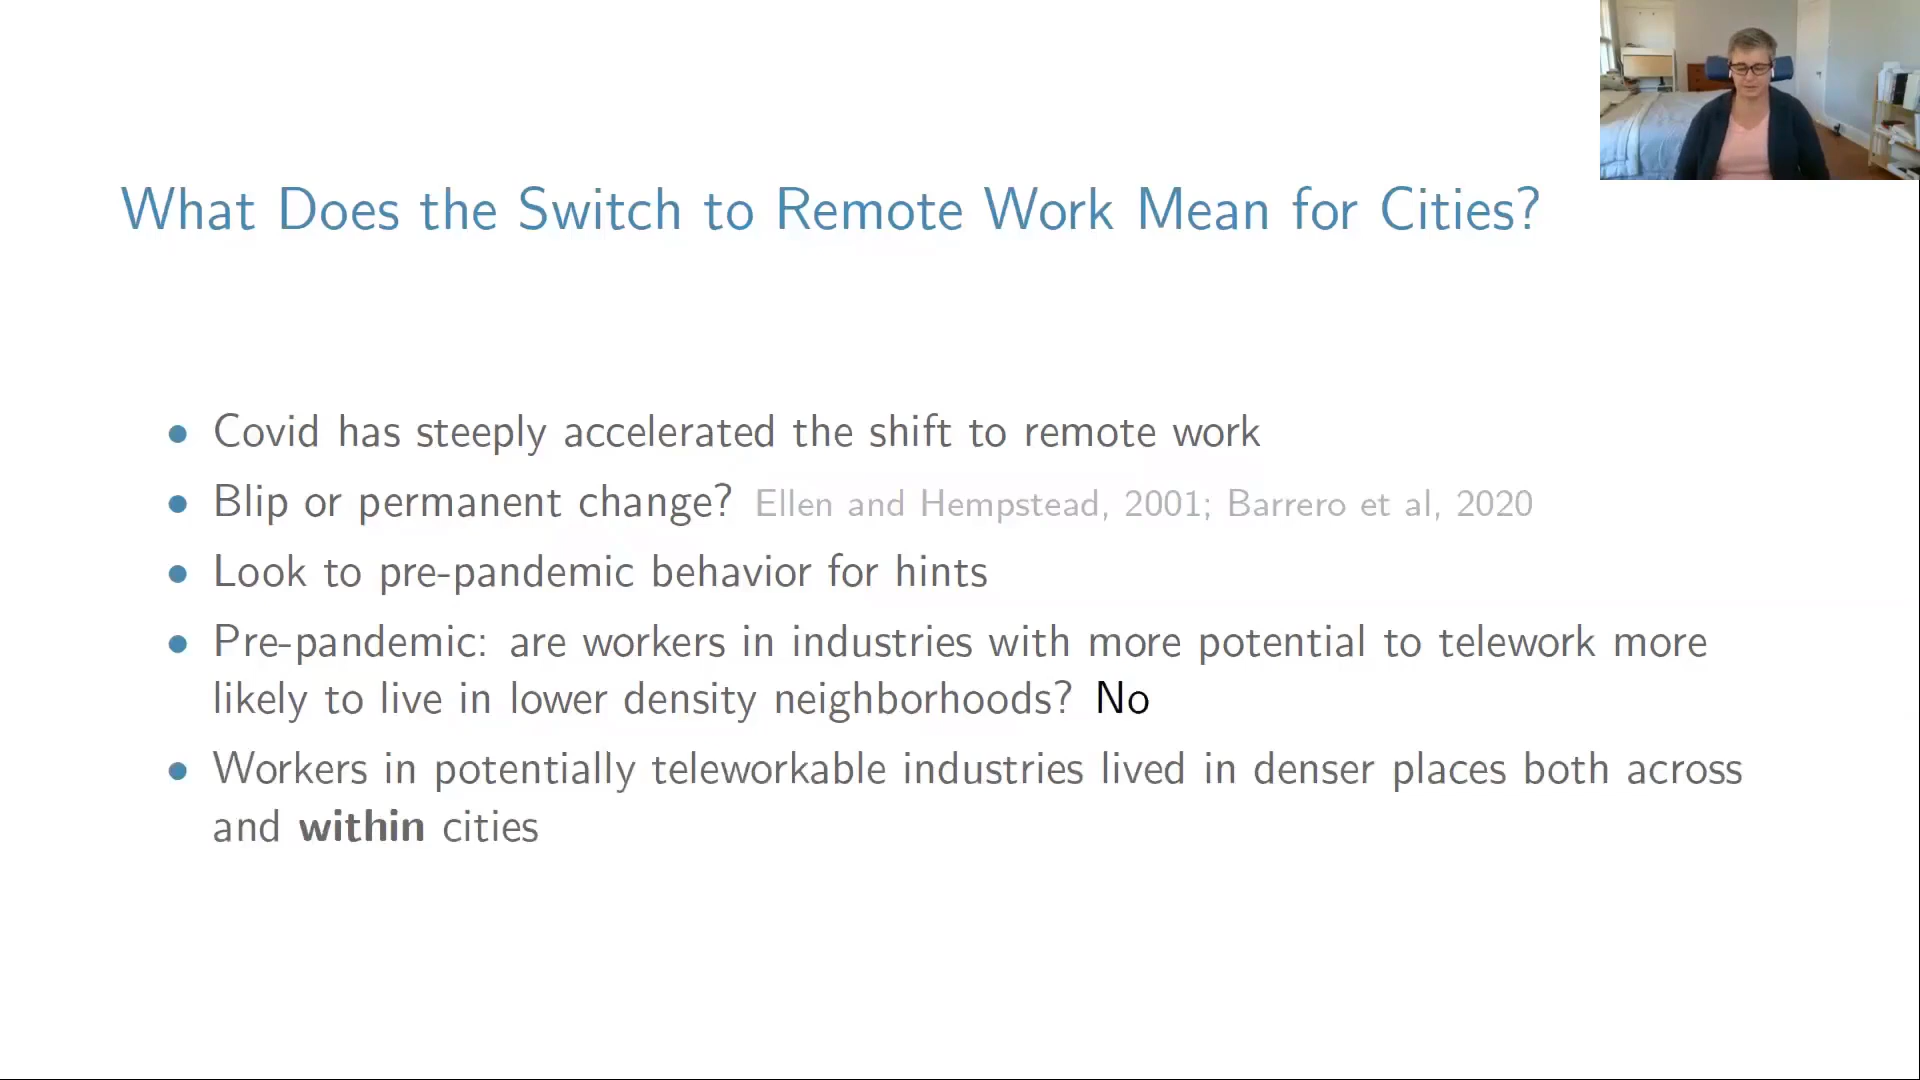 What Does the Switch to Remote Work Mean for Cities?
• Covid has steeply accelerated the shift to remote work
• Blip or permanent change? Ellen and Hempstead, 2001; Barrero et al, 2020
• Look to pre-pandemic behavior for hints
• Pre-pandemic: are workers in industries with more potential to telework more
likely to live in lower density neighborhoods? No
• Workers in potentially teleworkable industries lived in denser places both across
and within cities